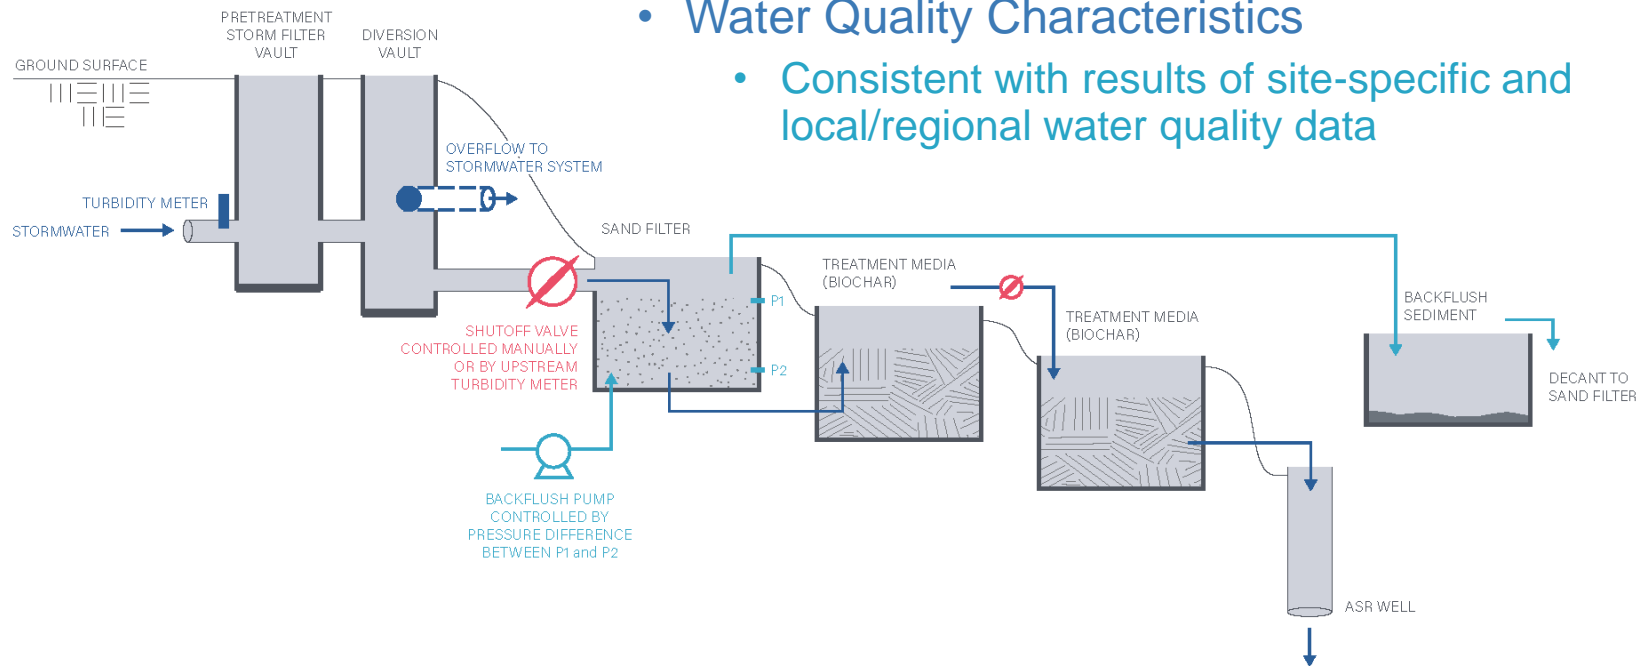 • Water Quality Characteristics
• Consistent with results of site-specific and
local/regional water quality data
PRETREATMENT
STORM FILTER
VAULT
DIVERSION
VAULT
GROUND SURFACE
OVERFLOW TO
STORMWATER SYSTEM
TURBIDITY METER
STORMWATER
SAND FILTER
SHUTOFF VALVE
CONTROLLED MANUALLY
OR BY UPSTREAM
TURBIDITY METER
P1
P2
TREATMENT MEDIA
(BIOCHAR)
TREATMENT MEDIA
(BIOCHAR)
BACKFLUSH
SEDIMENT
DECANT TO
SAND FILTER
BACKFLUSH PUMP
CONTROLLED BY
PRESSURE DIFFERENCE
BETWEEN P1 and P2
ASR WELL